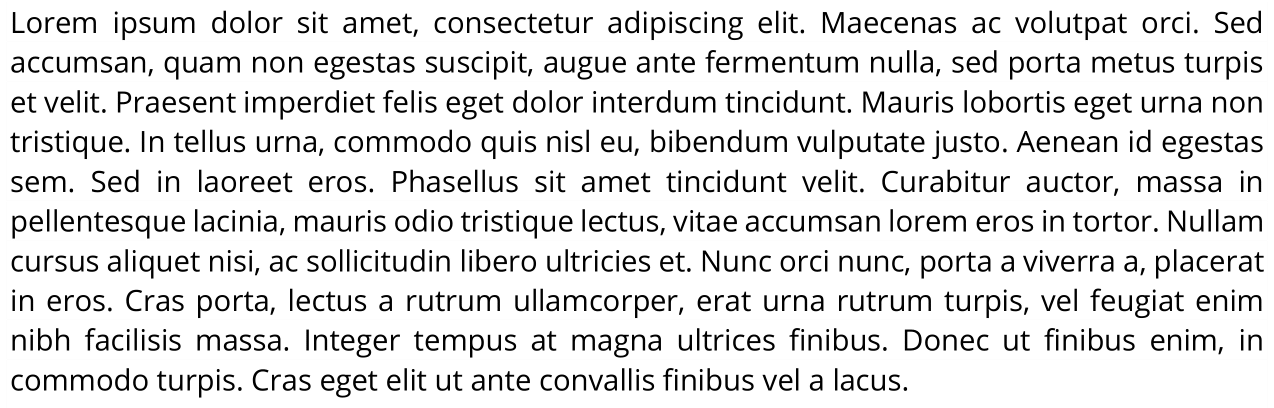 Lorem ipsum dolor sit amet, consectetur adipiscing elit. Maecenas ac volutpat orci. Sed
accumsan, quam non egestas suscipit, augue ante fermentum nulla, sed porta metus turpis
et velit. Praesent imperdiet felis eget dolor interdum tincidunt. Mauris lobortis eget urna non
tristique. In tellus urna, commodo quis nisl eu, bibendum vulputate justo. Aenean id egestas
sem. Sed in laoreet eros. Phasellus sit amet tincidunt velit. Curabitur auctor, massa in
pellentesque lacinia, mauris odio tristique lectus, vitae accumsan lorem eros in tortor. Nullam
cursus aliquet nisi, ac sollicitudin libero ultricies et. Nunc orci nunc, porta a viverra a, placerat
in eros. Cras porta, lectus a rutrum ullamcorper, erat urna rutrum turpis, vel feugiat enim
nibh facilisis massa. Integer tempus at magna ultrices finibus. Donec ut finibus enim, in
commodo turpis. Cras eget elit ut ante convallis finibus vel a lacus.